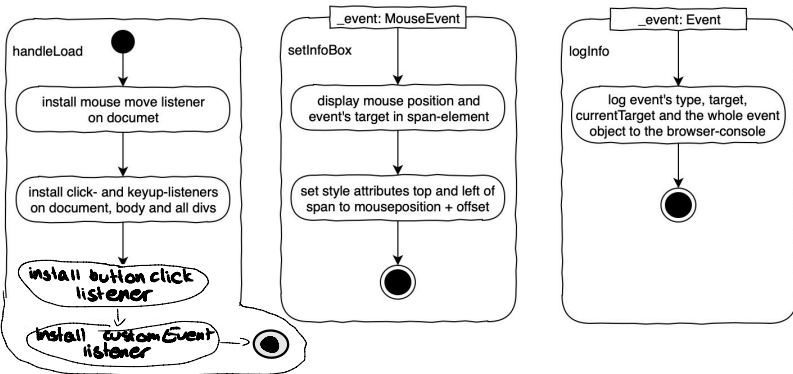 handleLoad
install mouse move listener
on documet
install click- and keyup-listeners
on document, body and all divs
install button click
listener
install customEvent
listener
_event: MouseEvent
setInfoBox
display mouse position and
event's target in span-element
set style attributes top and left of
span to mouseposition + offset
_event: Event
logInfo
log event's type, target,
currentTarget and the whole event
object to the browser-console